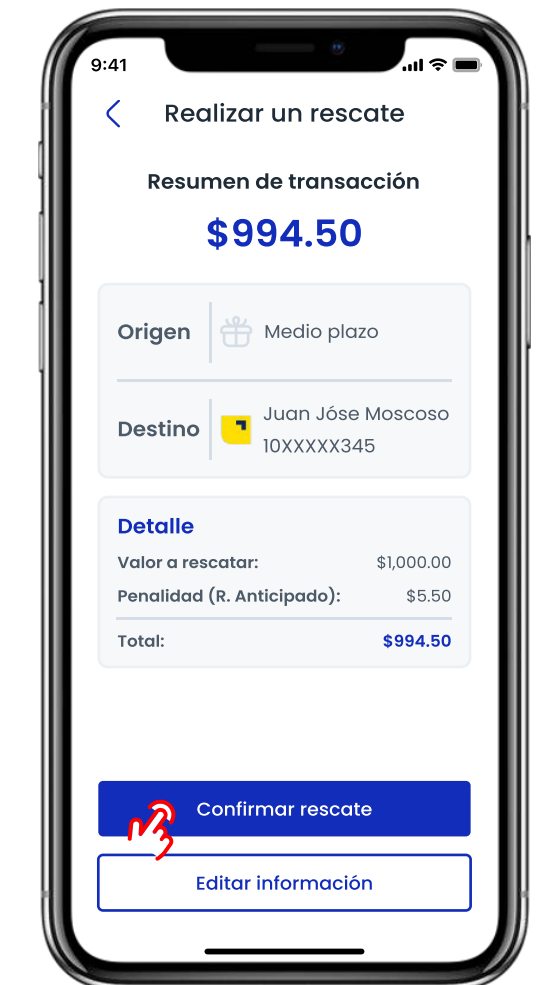 9:41
Realizar un rescate
Resumen de transacción
$994.50
Origen
Medio plazo
Destino
Juan Jóse Moscoso
10XXXXX345
Detalle
Valor a rescatar: $1,000.00
Penalidad (R. Anticipado): $5.50
Total: $994.50
Confirmar rescate
Editar información